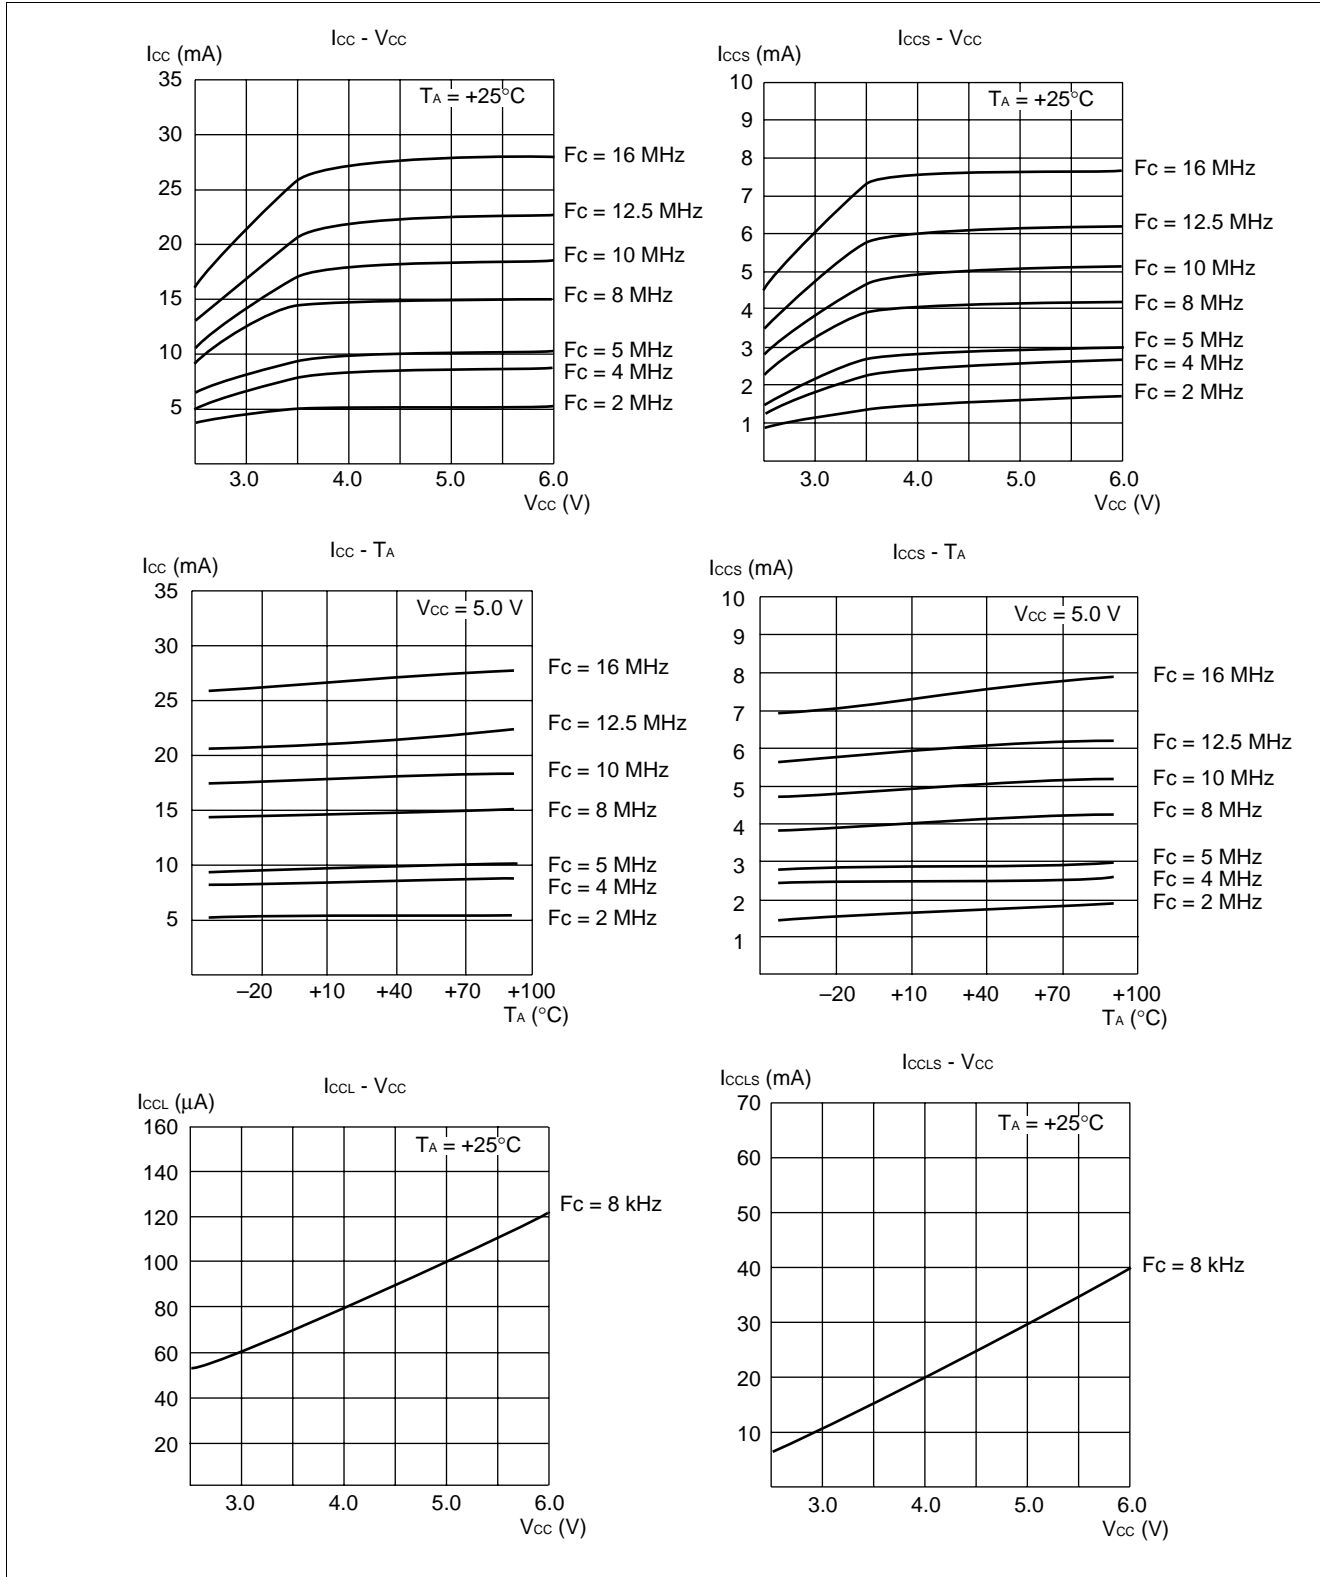 ICC - VCC
ICC (mA)
35
30
25
20
15
10
5
TA = +25°C
FC = 16 MHz
FC = 12.5 MHz
FC = 10 MHz
FC = 8 MHz
FC = 5 MHz
FC = 4 MHz
FC = 2 MHz
3.0 4.0 5.0 6.0
VCC (V)
ICCS - VCC
ICCS (mA)
10
9
8
7
6
5
4
3
2
1
TA = +25°C
FC = 16 MHz
FC = 12.5 MHz
FC = 10 MHz
FC = 8 MHz
FC = 5 MHz
FC = 4 MHz
FC = 2 MHz
3.0 4.0 5.0 6.0
VCC (V)
ICC - TA
ICC (mA)
35
30
25
20
15
10
5
VCC = 5.0 V
FC = 16 MHz
FC = 12.5 MHz
FC = 10 MHz
FC = 8 MHz
FC = 5 MHz
FC = 4 MHz
FC = 2 MHz
–20 +10 +40 +70 +100
TA (°C)
ICCS - TA
ICCS (mA)
10
9
8
7
6
5
4
3
2
1
VCC = 5.0 V
FC = 16 MHz
FC = 12.5 MHz
FC = 10 MHz
FC = 8 MHz
FC = 5 MHz
FC = 4 MHz
FC = 2 MHz
–20 +10 +40 +70 +100
TA (°C)
ICCL - VCC
ICCL (µA)
160
140
120
100
80
60
40
20
TA = +25°C
FC = 8 kHz
3.0 4.0 5.0 6.0
VCC (V)
ICCLS - VCC
ICCLS (mA)
70
60
50
40
30
20
10
TA = +25°C
FC = 8 kHz
3.0 4.0 5.0 6.0
VCC (V)